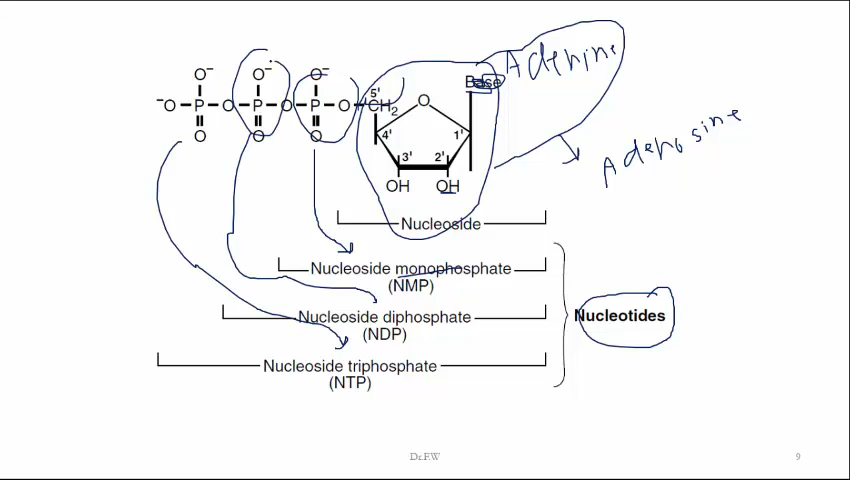 Adenine
O⁻ O⁻ O⁻ Base
⁻O P O P O P O 5' CH₂ O
O O O 4' 1'
3' 2'
OH OH
Adenosine
Nucleoside
Nucleoside monophosphate
(NMP)
Nucleoside diphosphate
(NDP)
Nucleotides
Nucleoside triphosphate
(NTP)
Dr.F.W 9